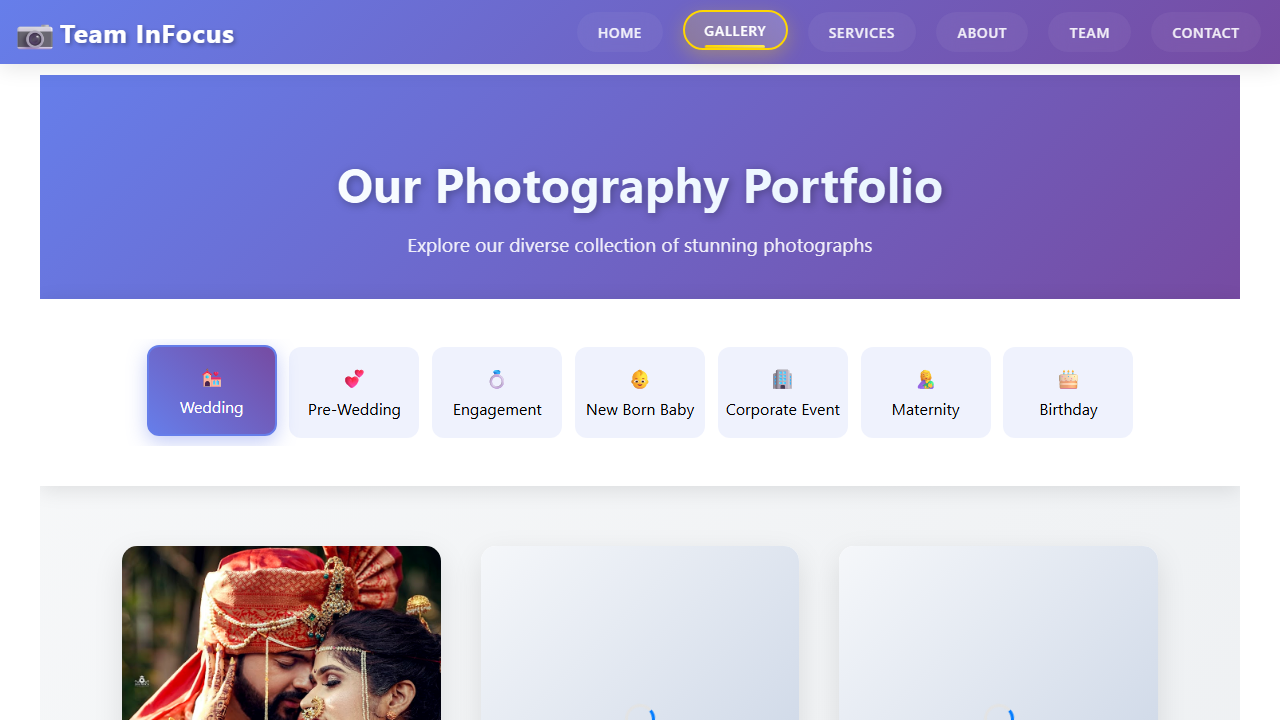 Team InFocus
HOME
GALLERY
SERVICES
ABOUT
TEAM
CONTACT
Our Photography Portfolio
Explore our diverse collection of stunning photographs
Wedding
Pre-Wedding
Engagement
New Born Baby
Corporate Event
Maternity
Birthday